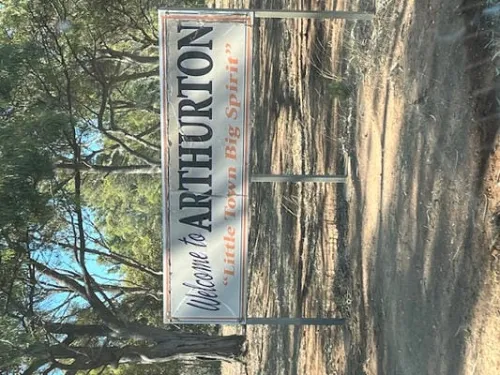 Welcome to ARTHURTON
"Little Town Big Spirit"